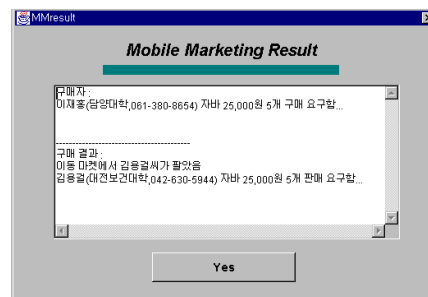 MMresult
Mobile Marketing Result
구매자 :
이재홍(담양대학,061-380-8654) 자바 25,000원 5개 구매 요구함...
----------------------------------------
구매 결과 :
이동 마켓에서 김용걸씨가 팔았음
김용걸(대전보건대학,042-630-5944) 자바 25,000원 5개 판매 요구함...
Yes